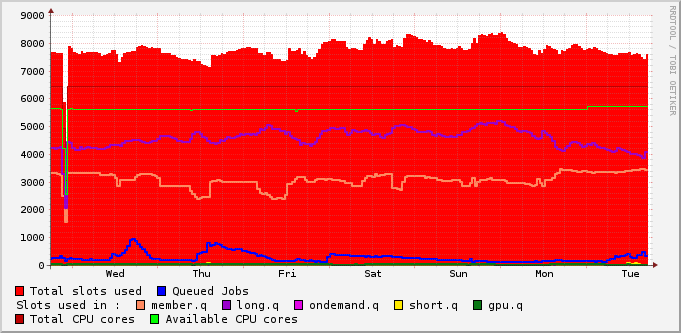 RRDTOOL / TOBI OETIKER
9000
8000
7000
6000
5000
4000
3000
2000
1000
0
Wed Thu Fri Sat Sun Mon Tue
Total slots used Queued Jobs
Slots used in : member.q long.q ondemand.q short.q gpu.q
Total CPU cores Available CPU cores